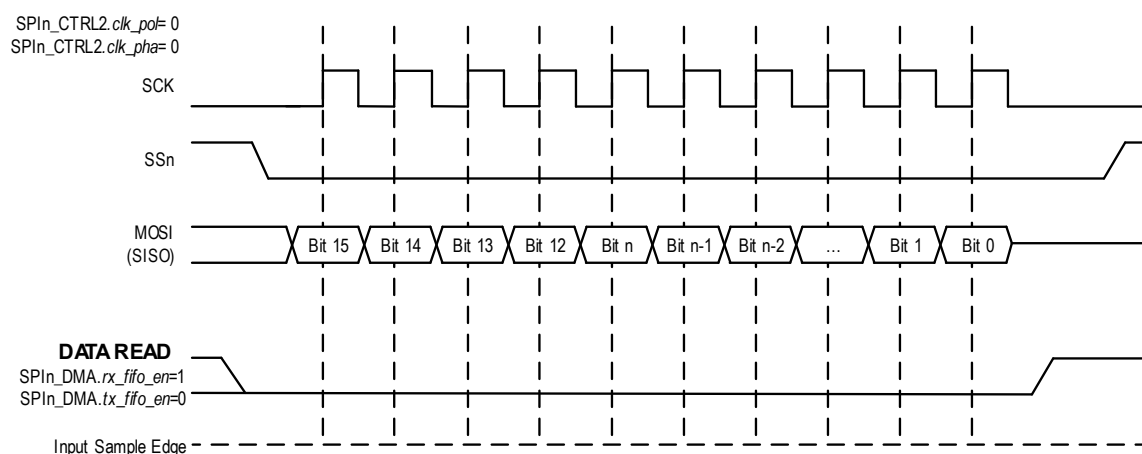 SPIn_CTRL2.clk_pol= 0
SPIn_CTRL2.clk_pha= 0
SCK
SSn
MOSI
(SISO)
Bit 15 Bit 14 Bit 13 Bit 12 Bit n Bit n-1 Bit n-2 ... Bit 1 Bit 0
DATA READ
SPIn_DMA.rx_fifo_en=1
SPIn_DMA.tx_fifo_en=0
Input Sample Edge